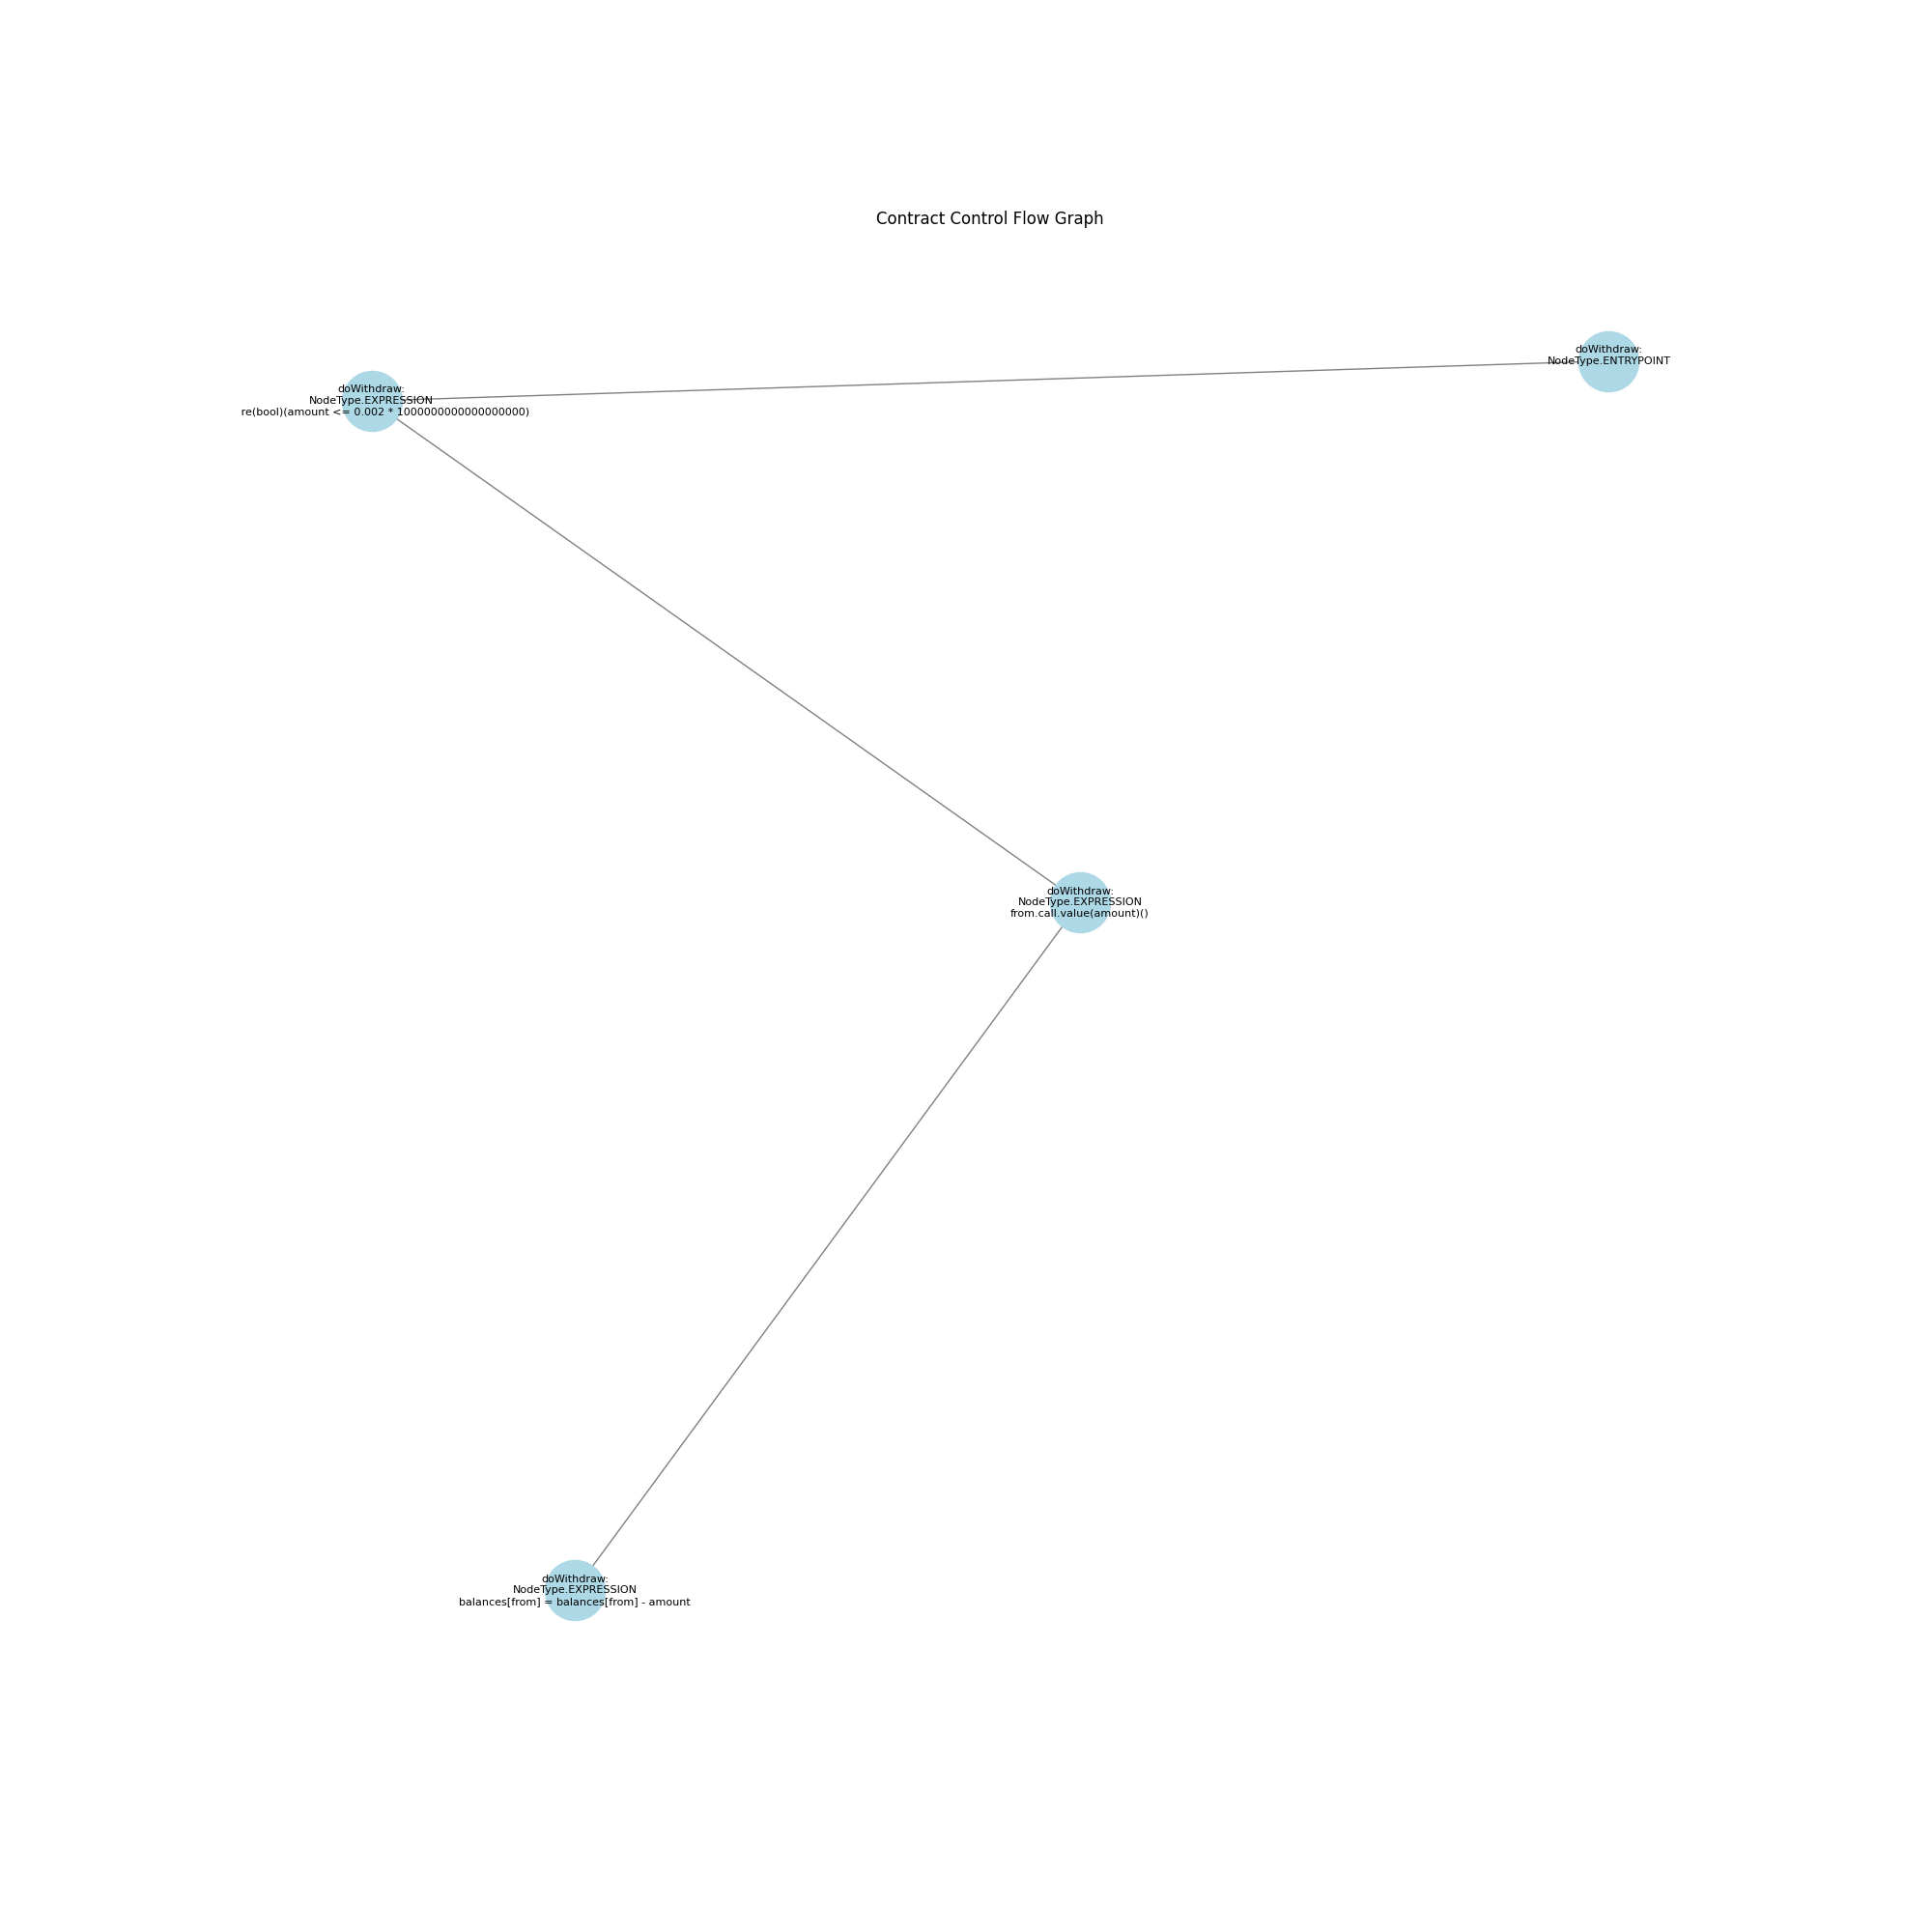 Contract Control Flow Graph
doWithdraw:
NodeType.ENTRYPOINT
doWithdraw:
NodeType.EXPRESSION
re(bool)(amount <= 0.002 * 1000000000000000000)
doWithdraw:
NodeType.EXPRESSION
from.call.value(amount)()
doWithdraw:
NodeType.EXPRESSION
balances[from] = balances[from] - amount